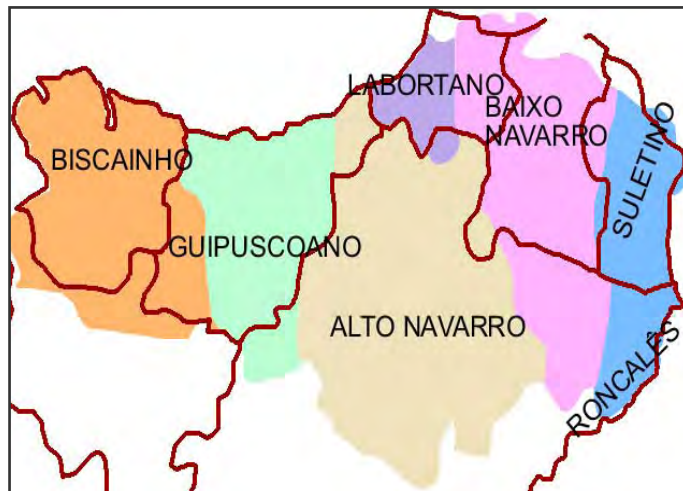 LABORTANO
BAIXO
NAVARRO
BISCAINHO
SULETINO
GUIPUSCOANO
ALTO NAVARRO
RONCALÊS